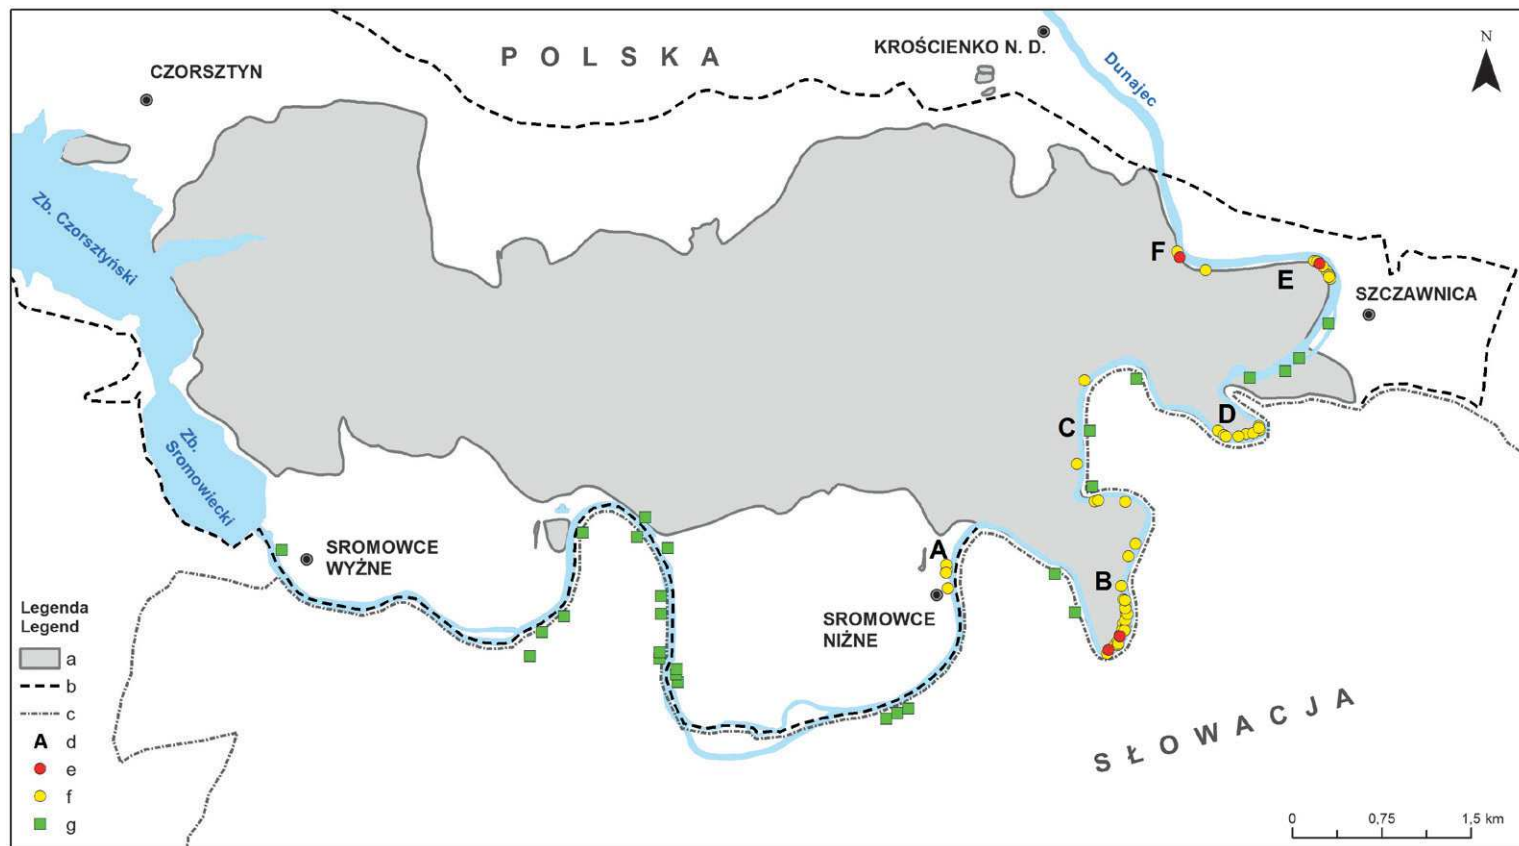 POLSKA
KROŚCIENKO N. D.
N
CZORSZTYN
Dunajec
Zb. Czorsztyński
F
E
SZCZAWNICA
C
D
Zb.
Sromowiecki
SROMOWCE
WYŻNE
A
B
SROMOWCE
NIŻNE
SŁOWACJA
Legenda
Legend
a
b
c
A d
e
f
g
0 0,75 1,5 km